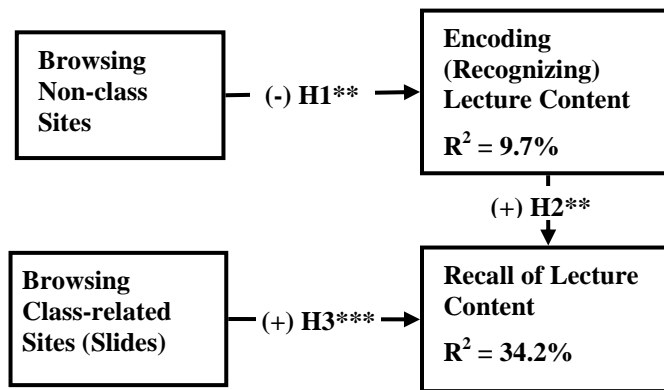 Browsing
Non-class
Sites
(-) H1**
Encoding
(Recognizing)
Lecture Content
R² = 9.7%
(+) H2**
Browsing
Class-related
Sites (Slides)
(+) H3***
Recall of Lecture
Content
R² = 34.2%